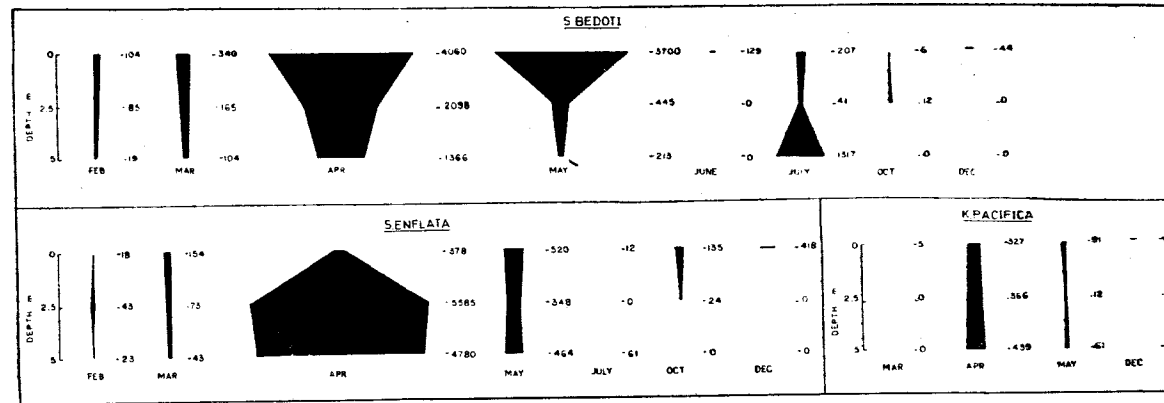 S BEDOTI
0 -104 -340 -4060 -3700 -129 -207 -6 -44
DEPTH m
2.5 -85 -165 -2098 -445 -0 -41 .12 .0
5 -19 -104 -1366 -213 -0 1317 .0 .0
FEB MAR APR MAY JUNE JULY OCT DEC
S.ENFLATA
0 -18 -154 -378 -520 -12 -135 -418
DEPTH m
2.5 -43 -73 -5585 -348 -0 -24 -0
5 -23 -43 -4780 -464 -61 -0 -0
FEB MAR APR MAY JULY OCT DEC
K.PACIFICA
0 -5 -327 -91
DEPTH m
2.5 .0 .366 .12
5 -0 -439 -61
MAR APR MAY DEC